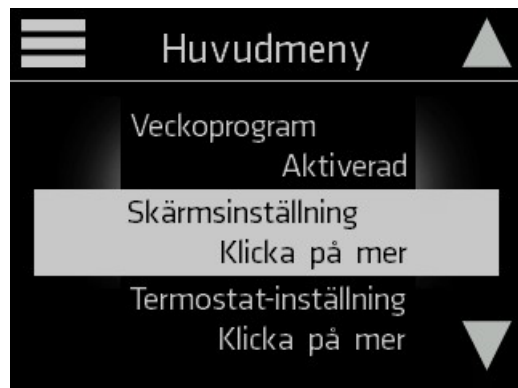 Huvudmeny
Veckoprogram
Aktiverad
Skärmsinställning
Klicka på mer
Termostat-inställning
Klicka på mer